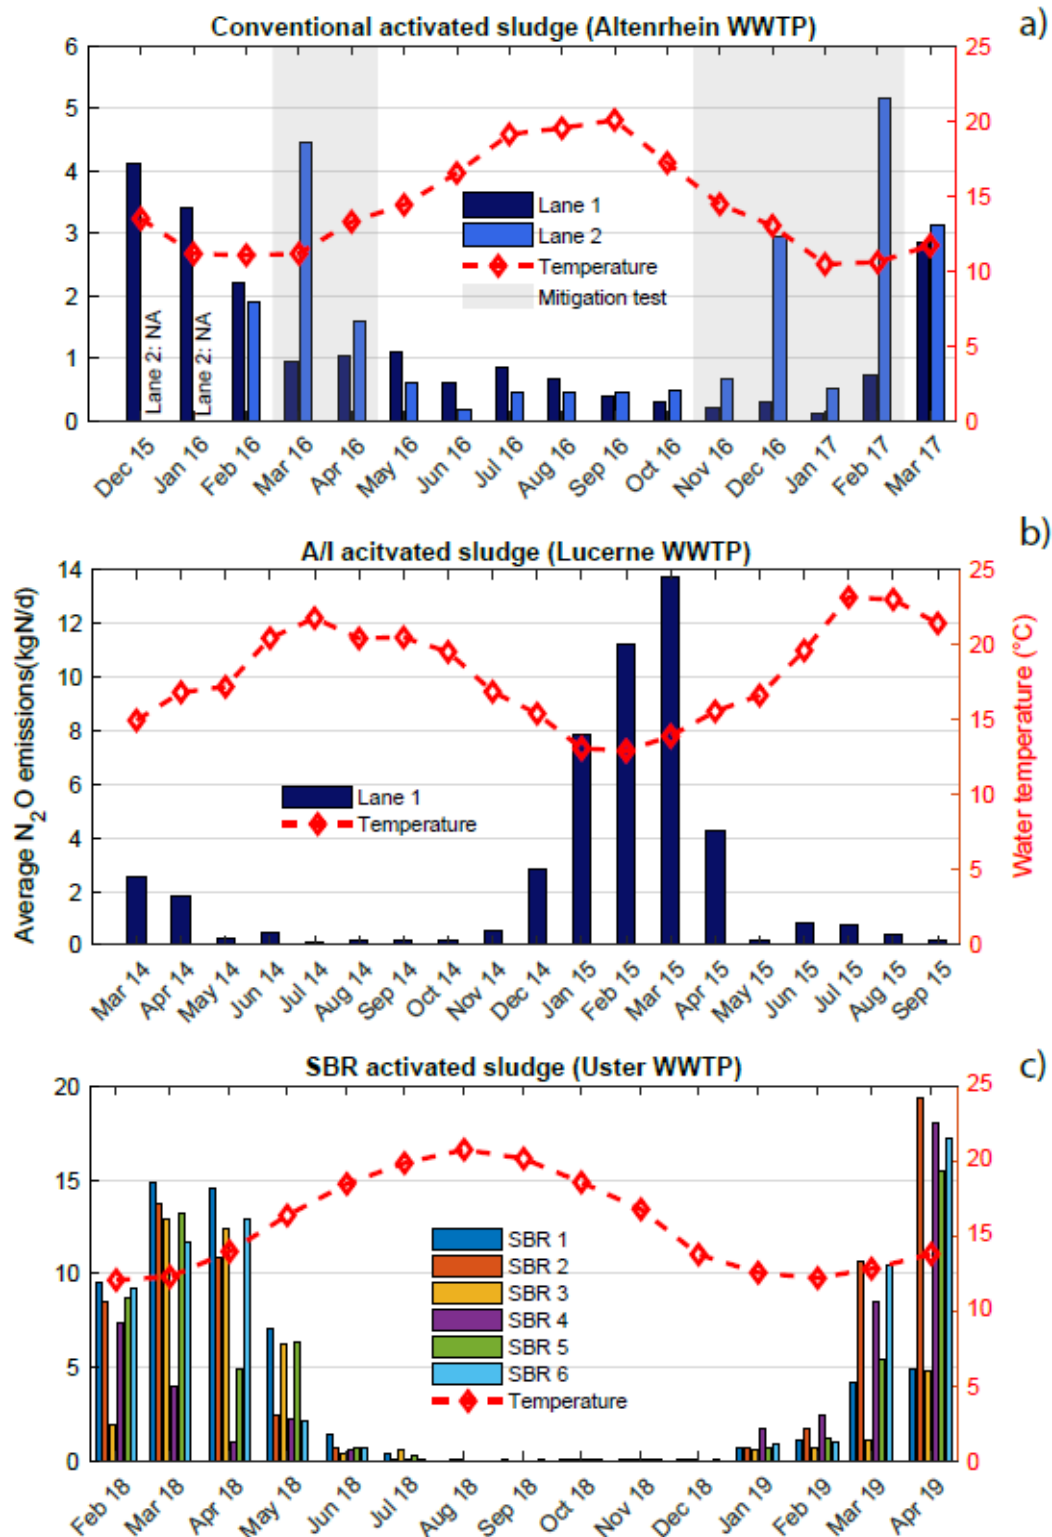 Conventional activated sludge (Altenrhein WWTP)
a)
6
5
4
3
2
1
0
25
20
15
10
5
0
Lane 2: NA
Lane 2: NA
Lane 1
Lane 2
Temperature
Mitigation test
Dec 15
Jan 16
Feb 16
Mar 16
Apr 16
May 16
Jun 16
Jul 16
Aug 16
Sep 16
Oct 16
Nov 16
Dec 16
Jan 17
Feb 17
Mar 17
b)
A/I acitvated sludge (Lucerne WWTP)
Average N2O emissions(kgN/d)
14
12
10
8
6
4
2
0
25
20
15
10
5
0
Water temperature (°C)
Lane 1
Temperature
Mar 14
Apr 14
May 14
Jun 14
Jul 14
Aug 14
Sep 14
Oct 14
Nov 14
Dec 14
Jan 15
Feb 15
Mar 15
Apr 15
May 15
Jun 15
Jul 15
Aug 15
Sep 15
SBR activated sludge (Uster WWTP)
c)
20
15
10
5
0
25
20
15
10
5
0
SBR 1
SBR 2
SBR 3
SBR 4
SBR 5
SBR 6
Temperature
Feb 18
Mar 18
Apr 18
May 18
Jun 18
Jul 18
Aug 18
Sep 18
Oct 18
Nov 18
Dec 18
Jan 19
Feb 19
Mar 19
Apr 19